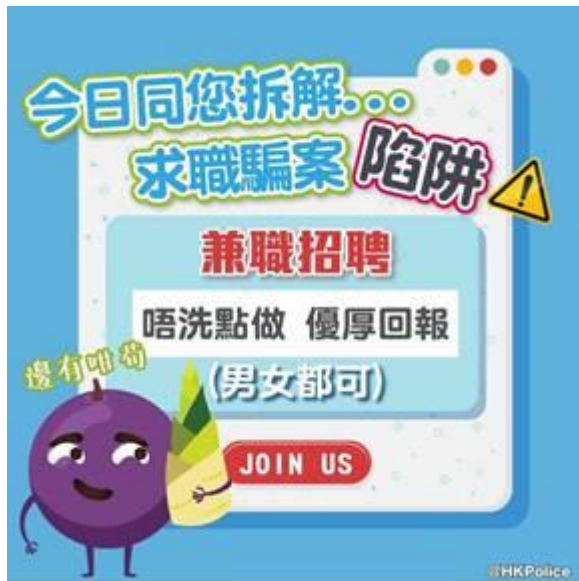 今日同您拆解...
求職騙案 陷阱
兼職招聘
唔洗點做 優厚回報
(男女都可)
邊有咁筍
JOIN US
@HKPolice